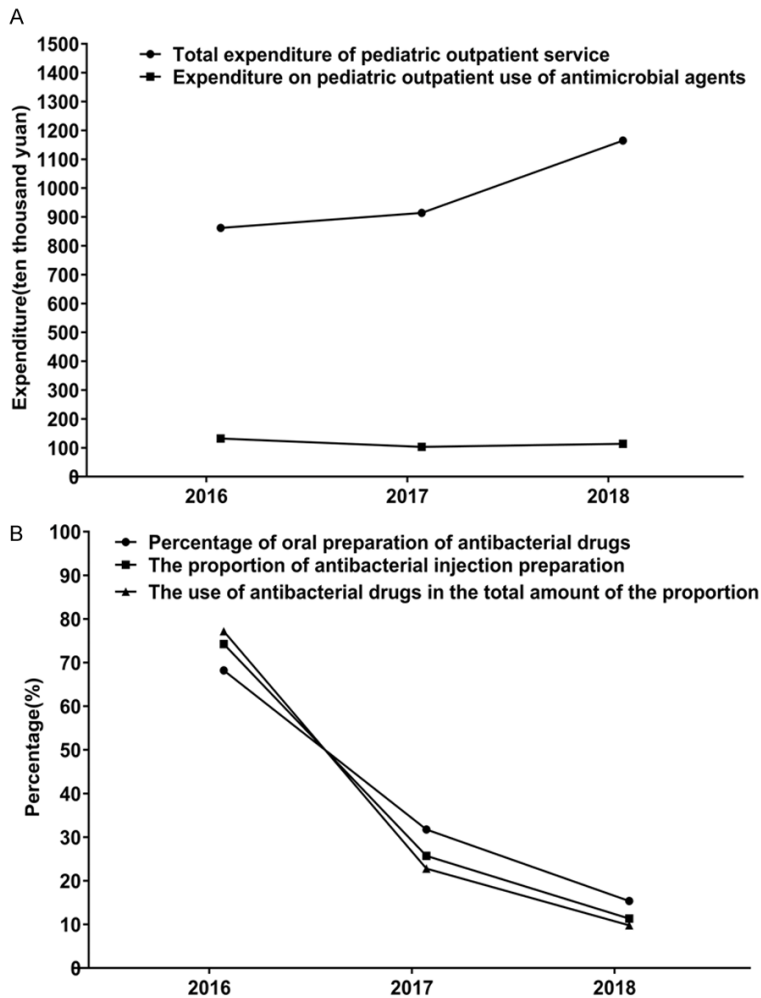 A
1500
1400
1300
1200
1100
1000
900
800
700
600
500
400
300
200
100
0
Expenditure(ten thousand yuan)
Total expenditure of pediatric outpatient service
Expenditure on pediatric outpatient use of antimicrobial agents
2016 2017 2018
B
100
90
80
70
60
50
40
30
20
10
0
Percentage(%)
Percentage of oral preparation of antibacterial drugs
The proportion of antibacterial injection preparation
The use of antibacterial drugs in the total amount of the proportion
2016 2017 2018